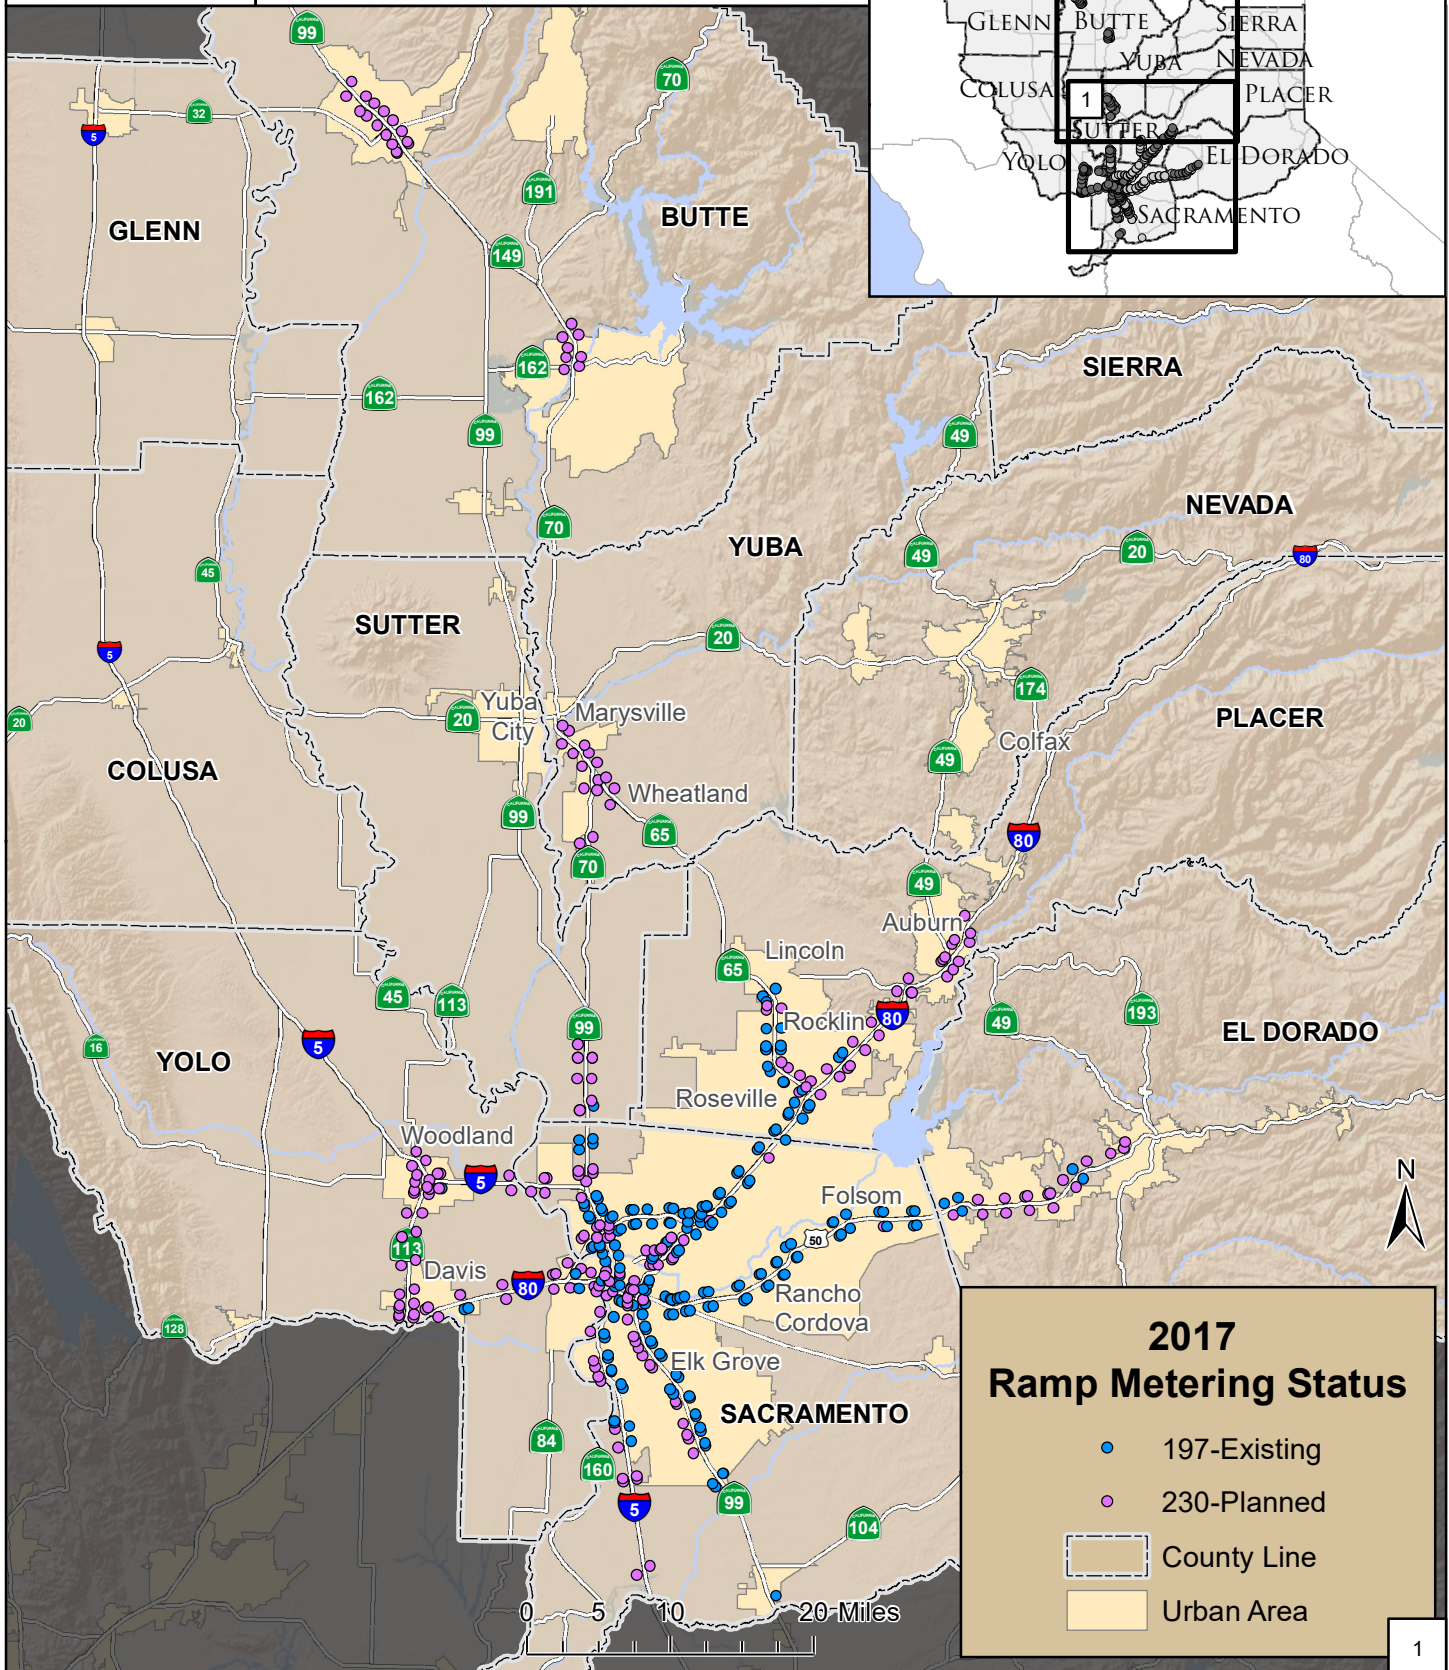 GLENN
BUTTE
SIERRA
YUBA
NEVADA
COLUSA
PLACER
1
SUTTER
YOLO
EL DORADO
SACRAMENTO
99
70
32
5
191
GLENN
BUTTE
149
162
SIERRA
162
99
49
NEVADA
70
YUBA
49
20
80
45
SUTTER
20
5
174
Yuba
City
Marysville
20
20
PLACER
Colfax
COLUSA
49
Wheatland
99
65
80
70
49
Auburn
Lincoln
65
45
113
99
Rocklin
80
49
193
EL DORADO
16
5
YOLO
Roseville
Woodland
5
N
Folsom
113
50
Davis
80
Rancho
Cordova
128
Elk Grove
SACRAMENTO
84
160
5
99
104
2017
Ramp Metering Status
197-Existing
230-Planned
County Line
Urban Area
0 5 10 20 Miles
1